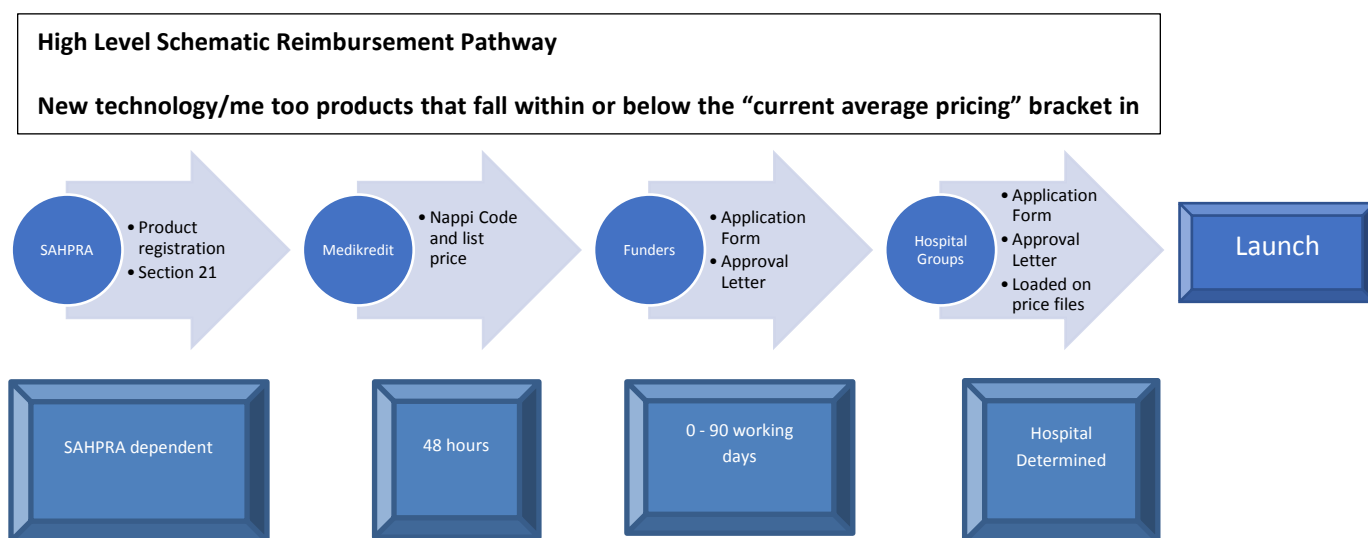 High Level Schematic Reimbursement Pathway
New technology/me too products that fall within or below the “current average pricing” bracket in
SAHPRA
• Product
registration
• Section 21
Medikredit
• Nappi Code
and list
price
Funders
• Application
Form
• Approval
Letter
Hospital
Groups
• Application
Form
• Approval
Letter
• Loaded on
price files
Launch
SAHPRA dependent
48 hours
0 - 90 working
days
Hospital
Determined